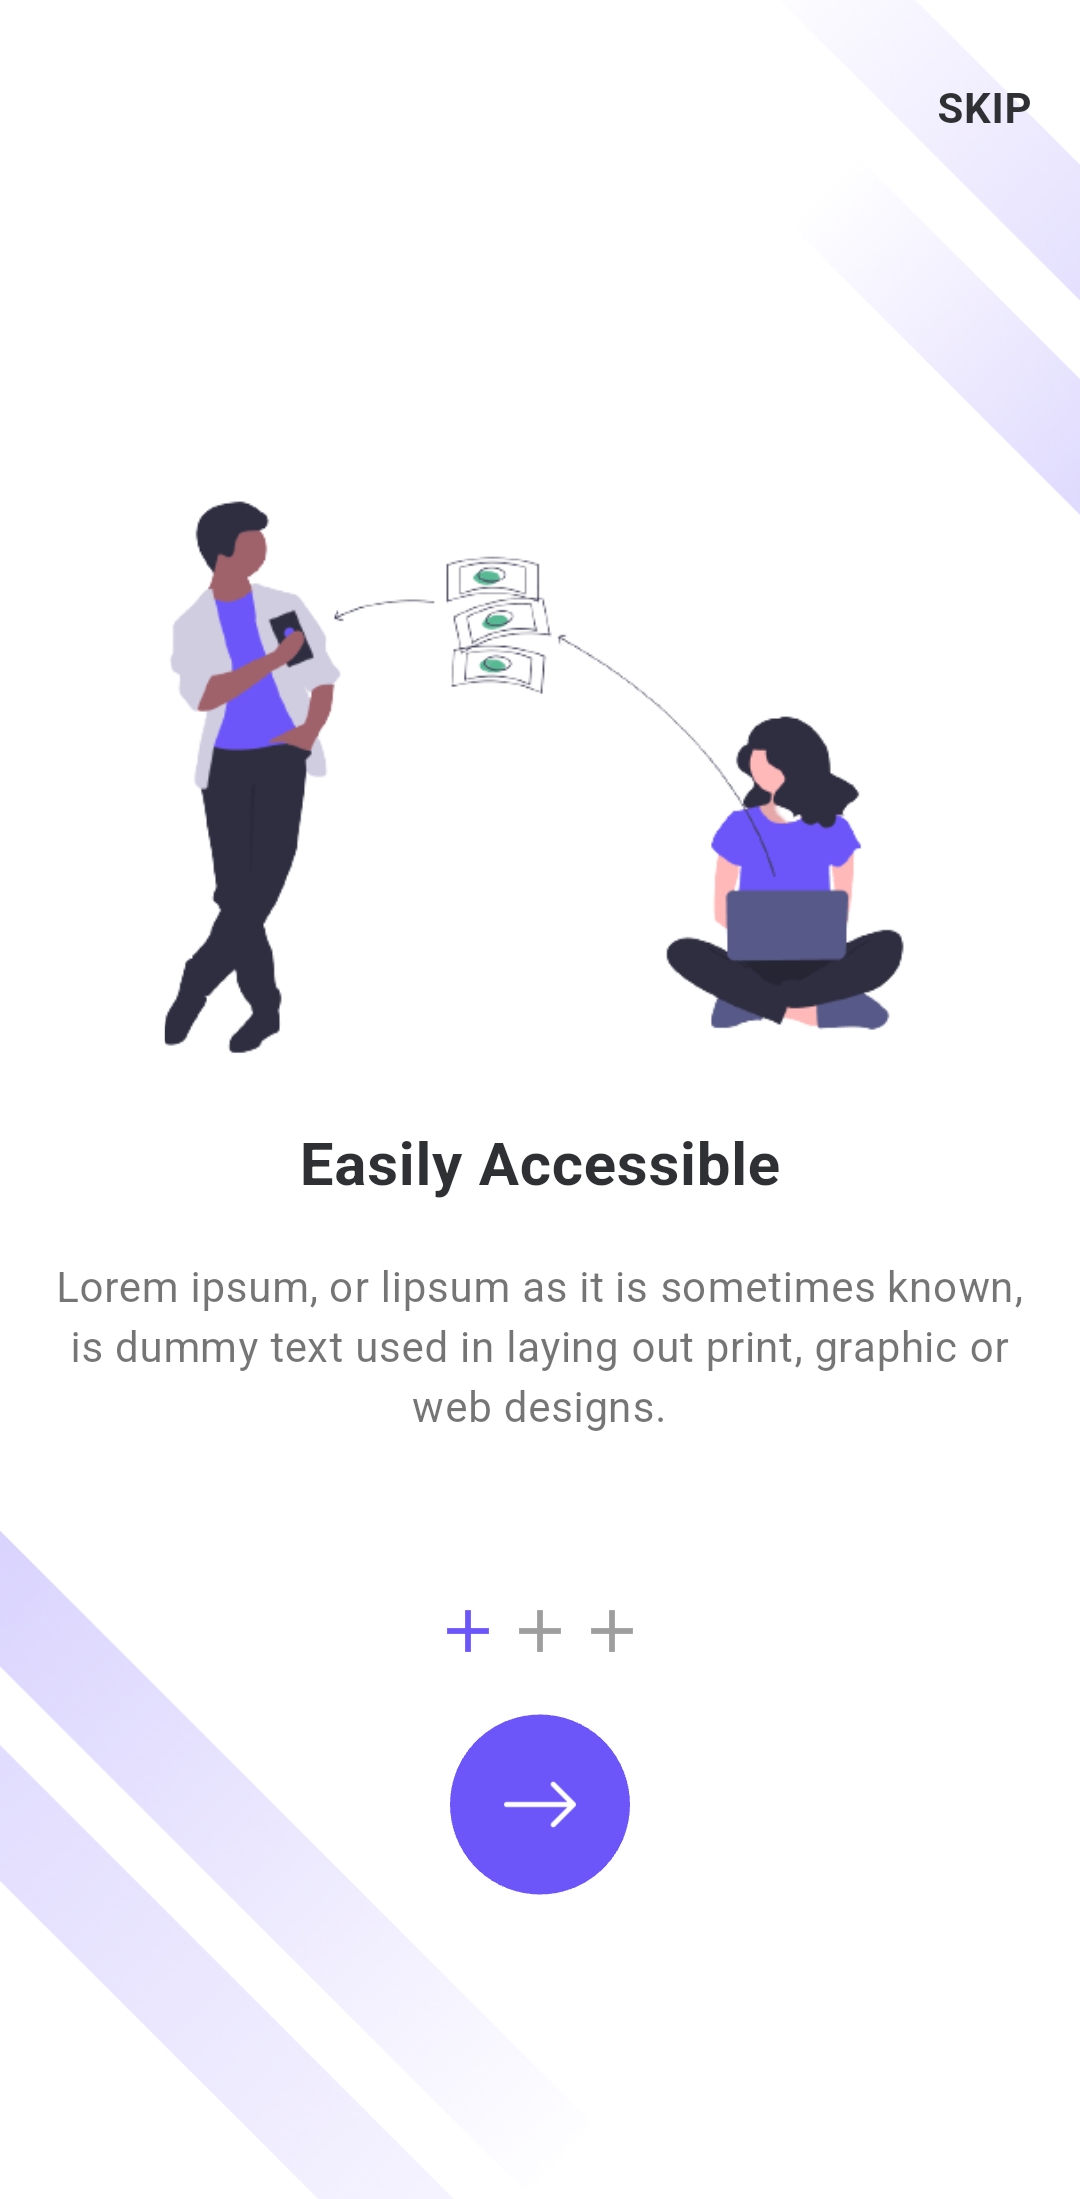 SKIP
Easily Accessible
Lorem ipsum, or lipsum as it is sometimes known,
is dummy text used in laying out print, graphic or
web designs.